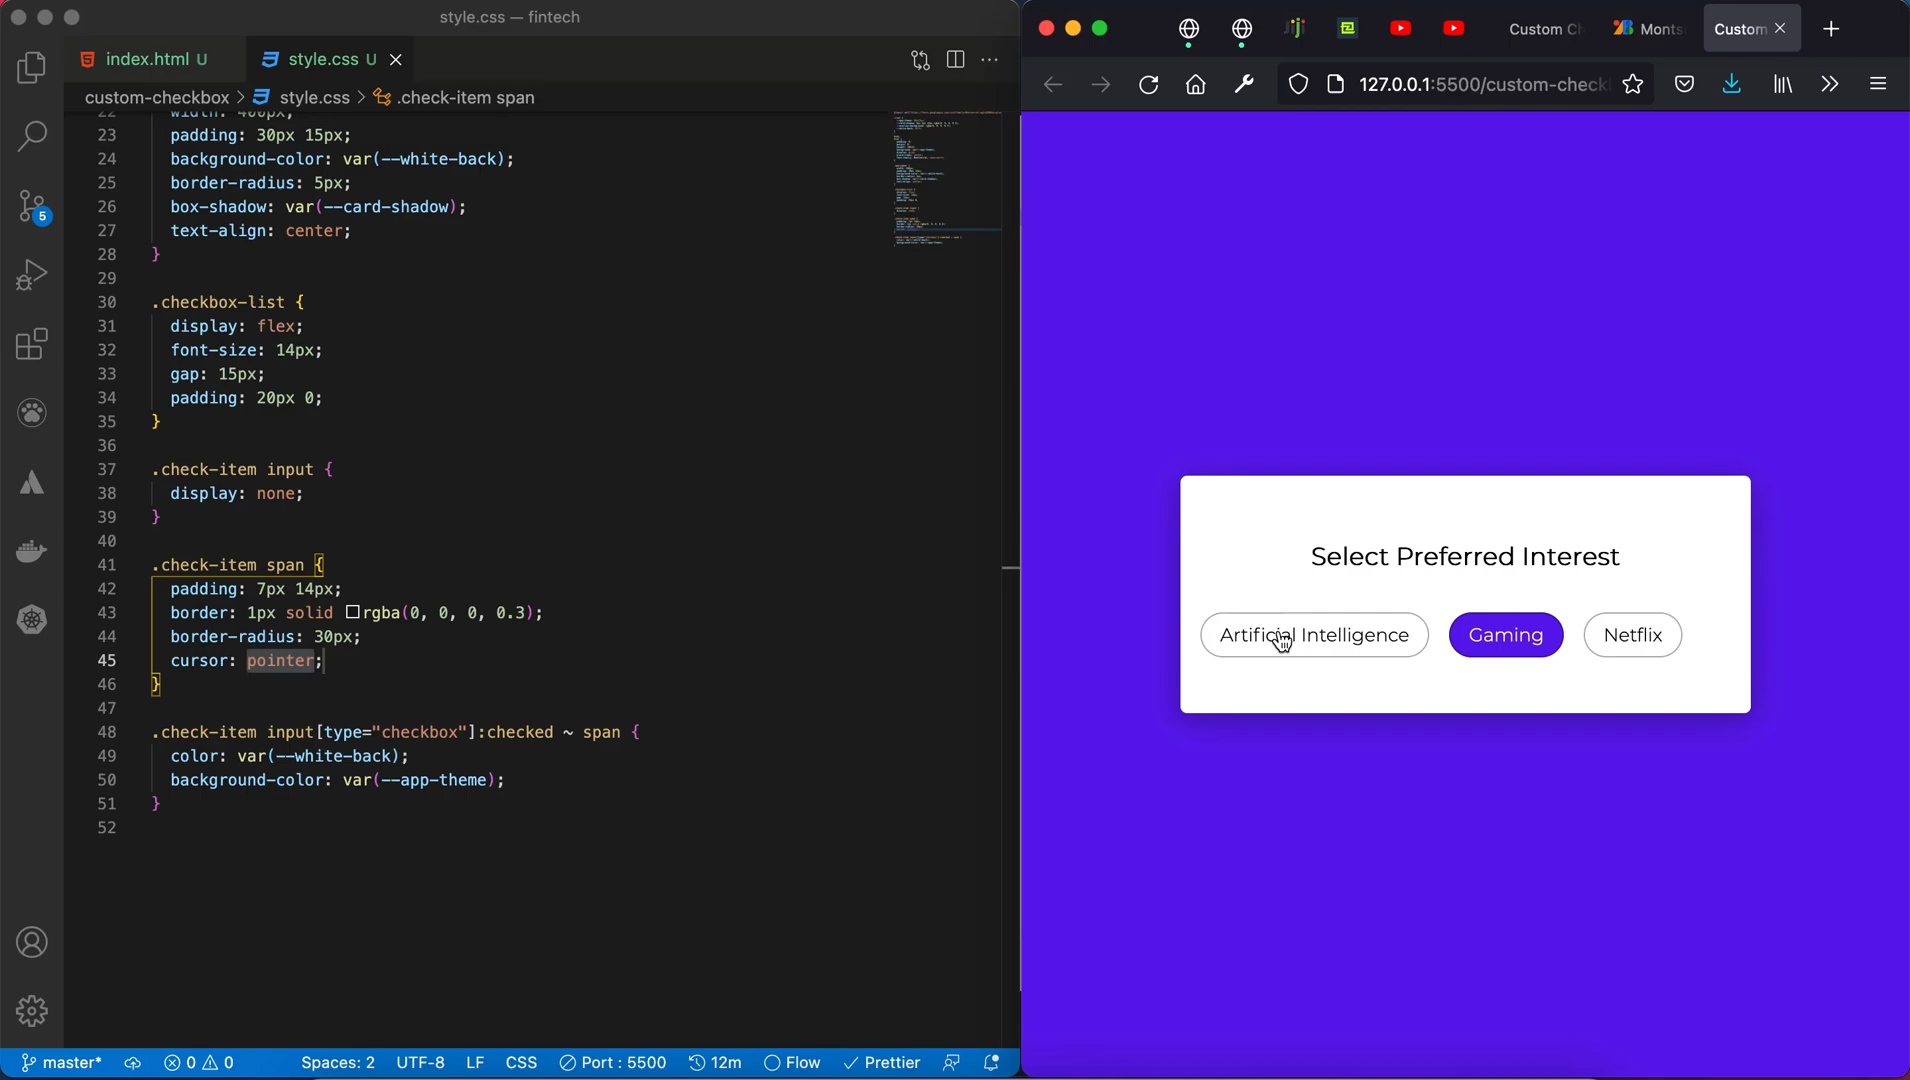 style.css — fintech
index.html U
style.css U
custom-checkbox > style.css > .check-item span
22 width: 400px;
23 padding: 30px 15px;
24 background-color: var(--white-back);
25 border-radius: 5px;
26 box-shadow: var(--card-shadow);
27 text-align: center;
28 }
29
30 .checkbox-list {
31 display: flex;
32 font-size: 14px;
33 gap: 15px;
34 padding: 20px 0;
35 }
36
37 .check-item input {
38 display: none;
39 }
40
41 .check-item span {
42 padding: 7px 14px;
43 border: 1px solid rgba(0, 0, 0, 0.3);
44 border-radius: 30px;
45 cursor: pointer;
46 }
47
48 .check-item input[type="checkbox"]:checked ~ span {
49 color: var(--white-back);
50 background-color: var(--app-theme);
51 }
52
5
master* 0 0 Spaces: 2 UTF-8 LF CSS Port : 5500 12m Flow Prettier
Jiji Custom Ch Monts Custom
127.0.0.1:5500/custom-check
Select Preferred Interest
Artificial Intelligence Gaming Netflix